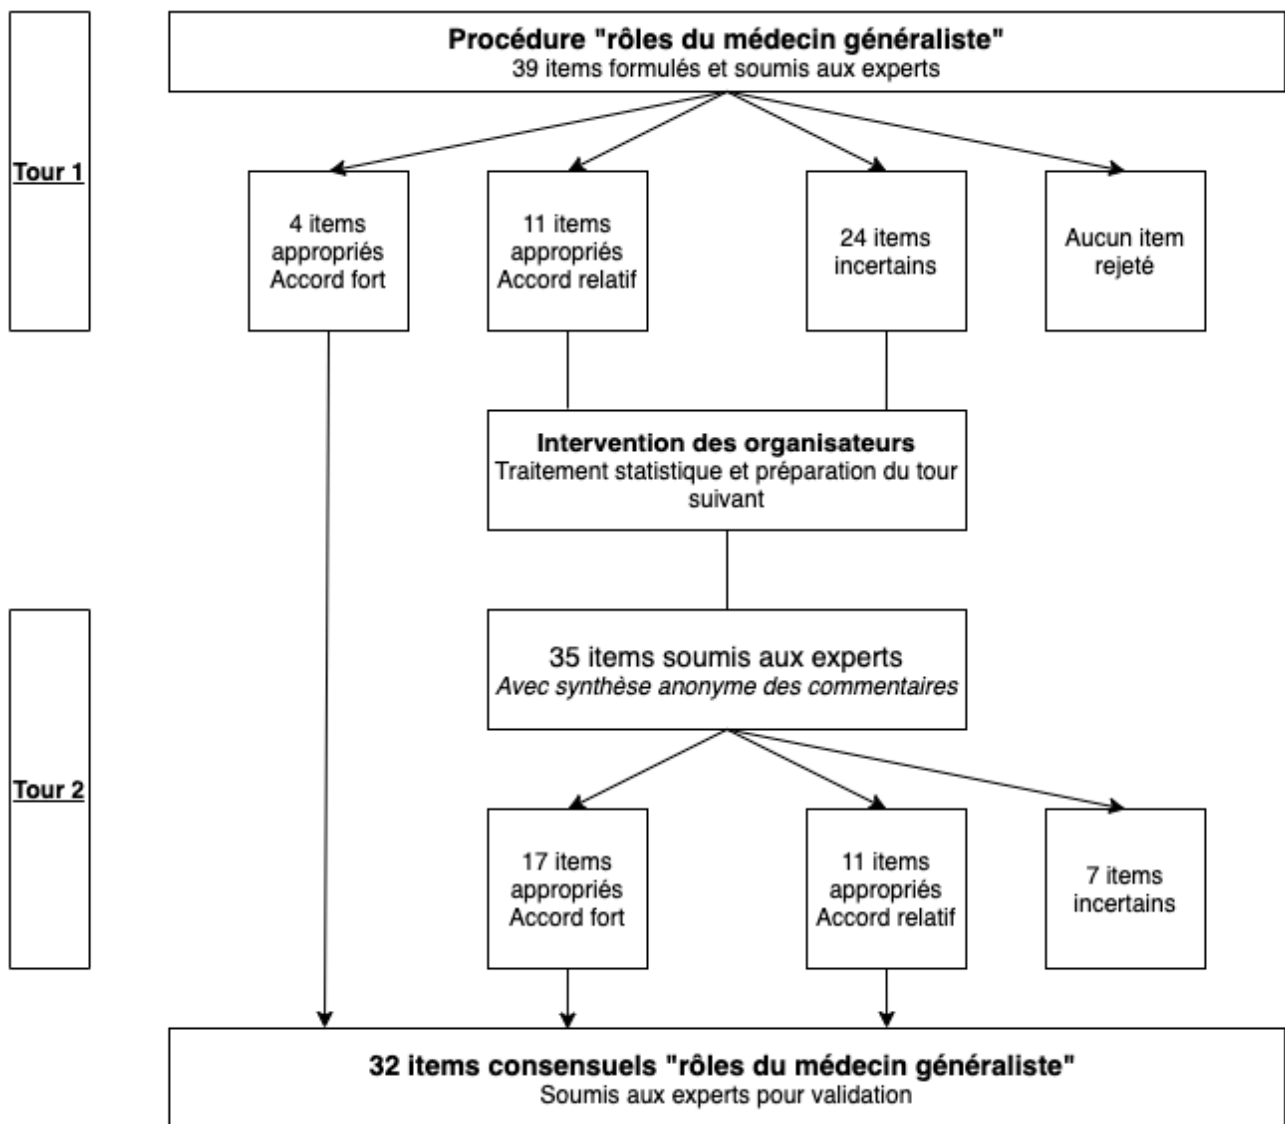 Procédure "rôles du médecin généraliste"
39 items formulés et soumis aux experts
Tour 1
4 items
appropriés
Accord fort
11 items
appropriés
Accord relatif
24 items
incertains
Aucun item
rejeté
Intervention des organisateurs
Traitement statistique et préparation du tour
suivant
Tour 2
35 items soumis aux experts
Avec synthèse anonyme des commentaires
17 items
appropriés
Accord fort
11 items
appropriés
Accord relatif
7 items
incertains
32 items consensuels "rôles du médecin généraliste"
Soumis aux experts pour validation